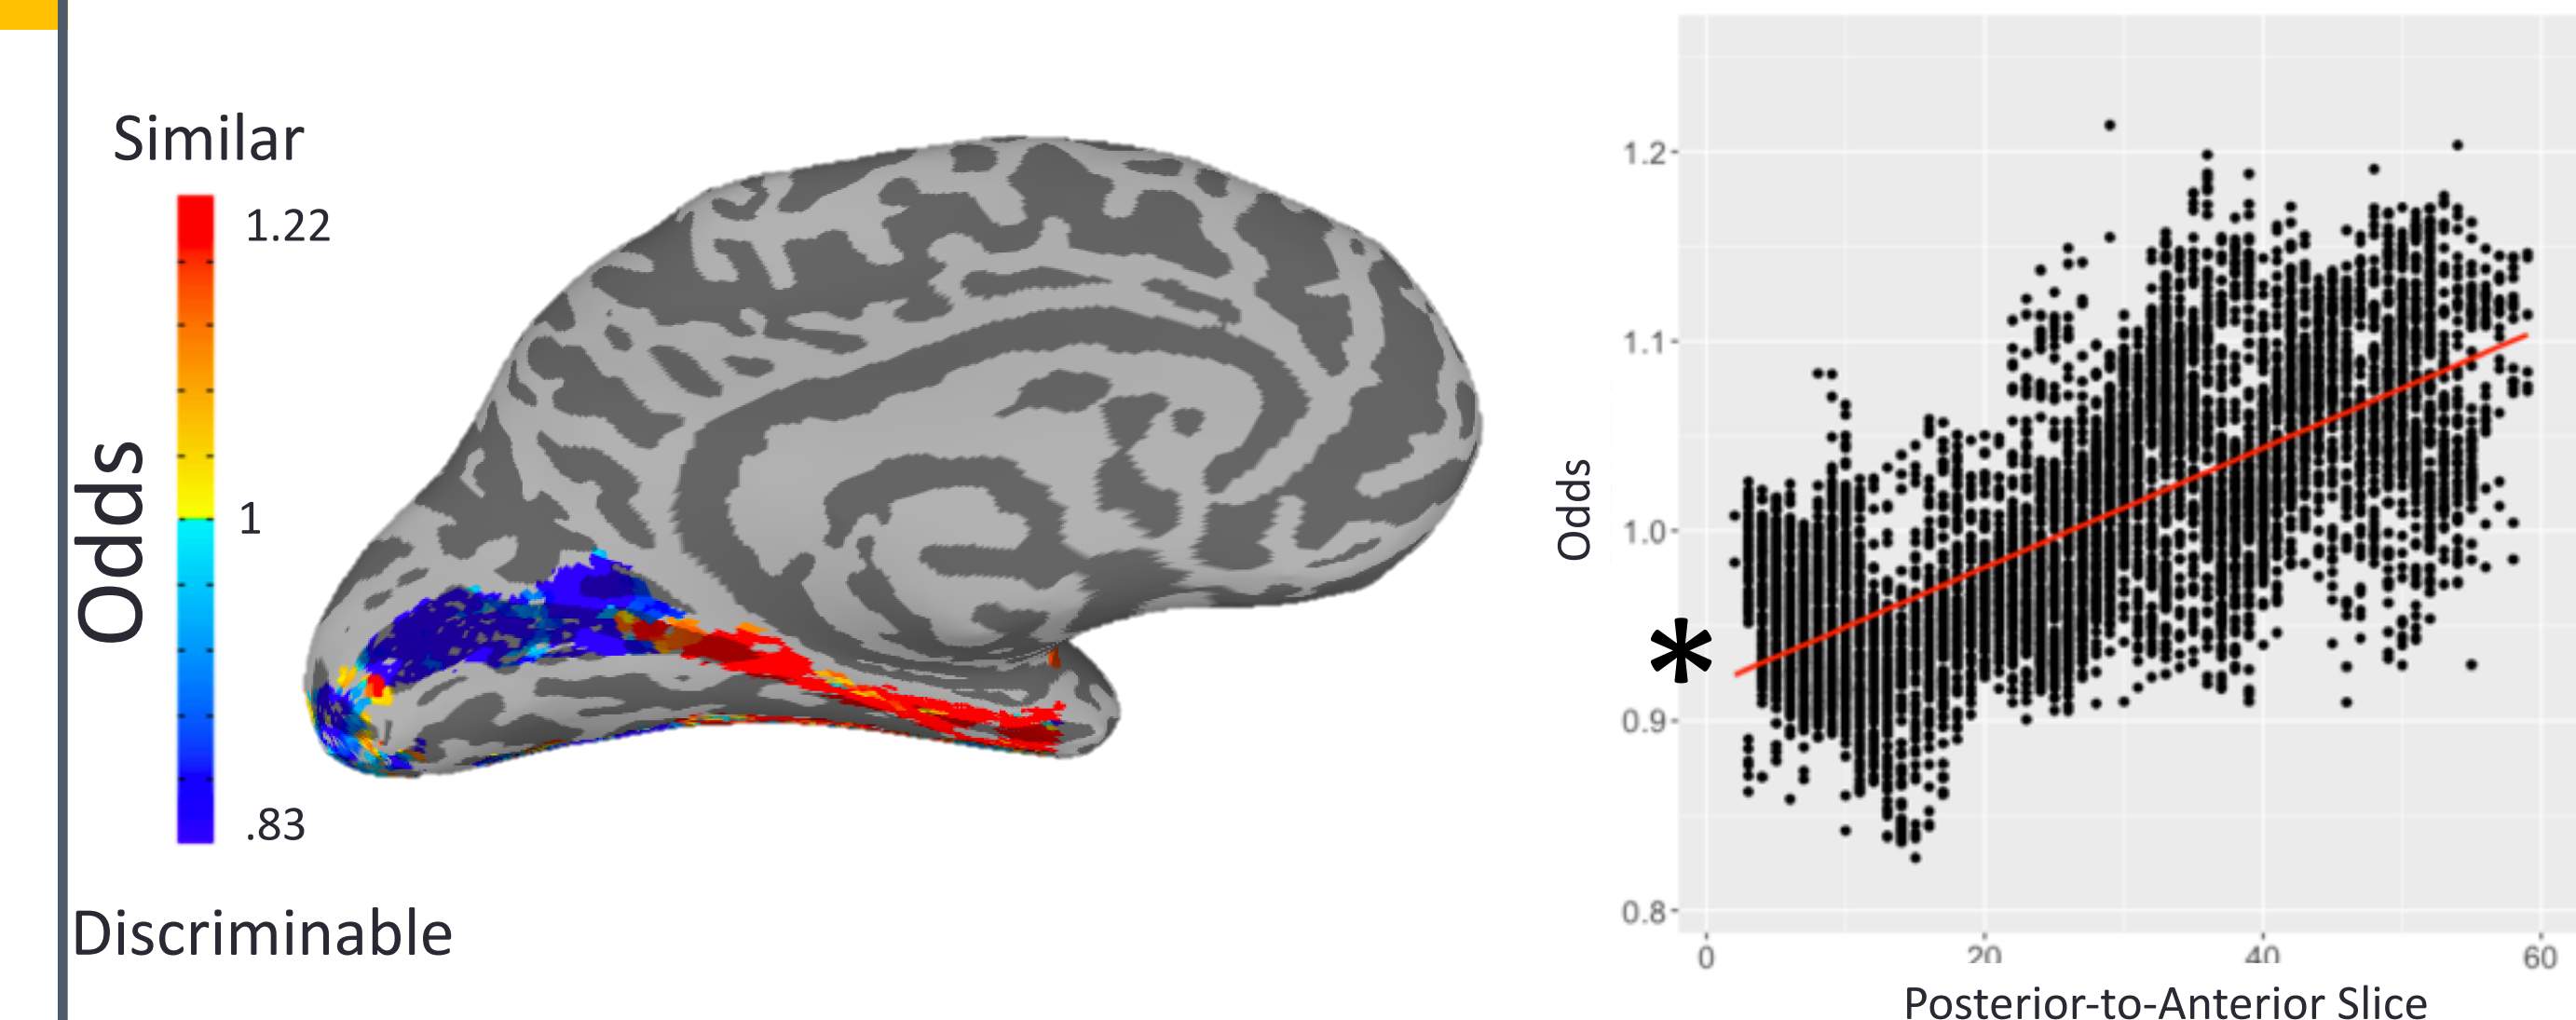 Similar
1.22
Odds
1
.83
Discriminable
1.2
1.1
1.0
0.9
0.8
Odds
*
0 20 40 60
Posterior-to-Anterior Slice